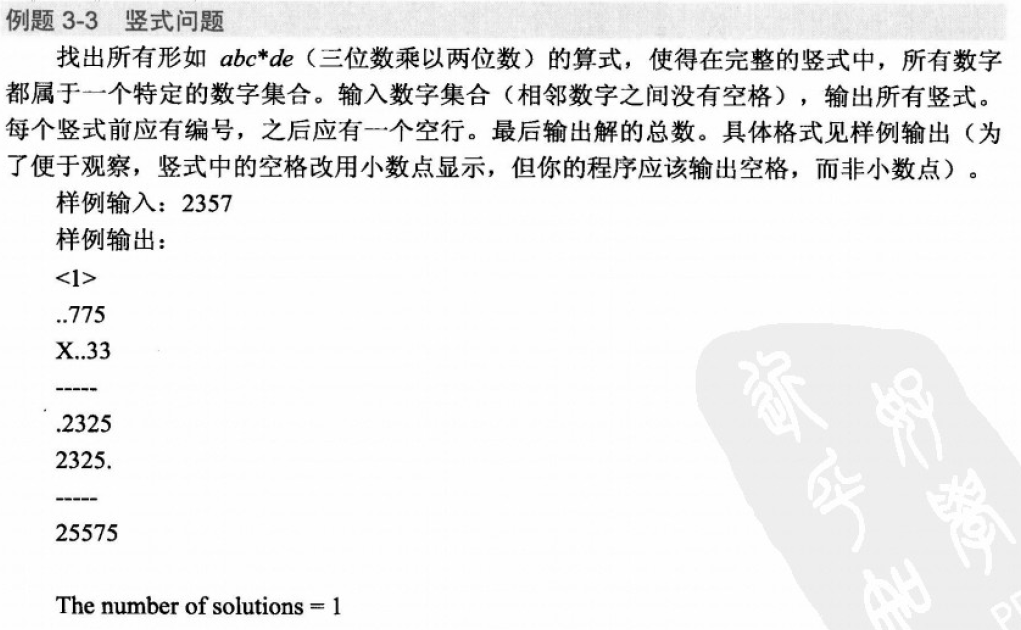 例题 3-3 竖式问题
找出所有形如 abc*de（三位数乘以两位数）的算式，使得在完整的竖式中，所有数字
都属于一个特定的数字集合。输入数字集合（相邻数字之间没有空格），输出所有竖式。
每个竖式前应有编号，之后应有一个空行。最后输出解的总数。具体格式见样例输出（为
了便于观察，竖式中的空格改用小数点显示，但你的程序应该输出空格，而非小数点）。
样例输入：2357
样例输出：
<1>
..775
X..33
-----
.2325
2325.
-----
25575
The number of solutions = 1